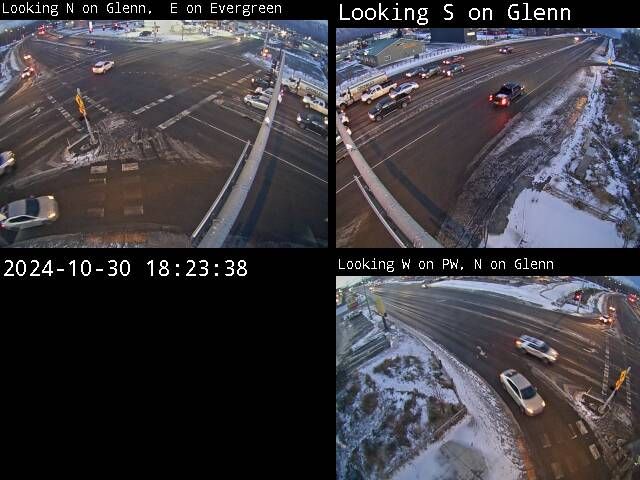 Looking N on Glenn,  E on Evergreen
Looking S on Glenn
2024-10-30 18:23:38
Looking W on PW, N on Glenn